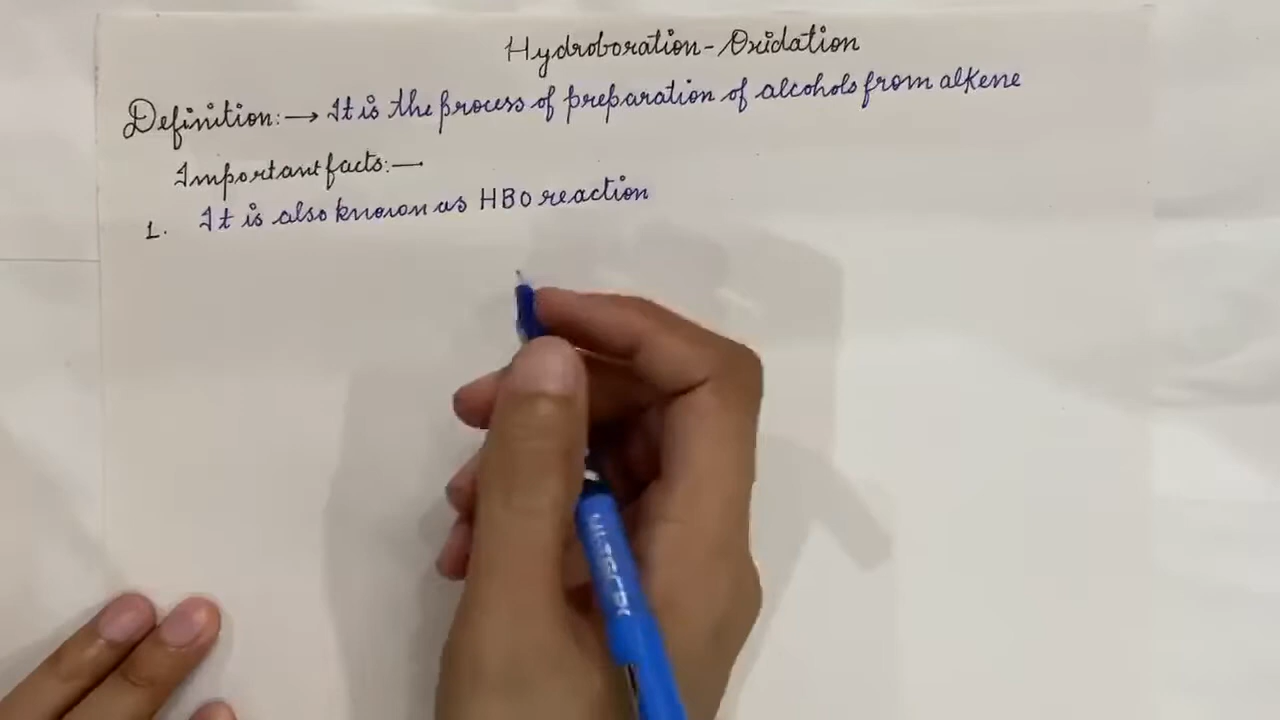 Hydroboration-Oxidation
Definition:→ It is the process of preparation of alcohols from alkene
Important facts:—
1. It is also known as HBO reaction